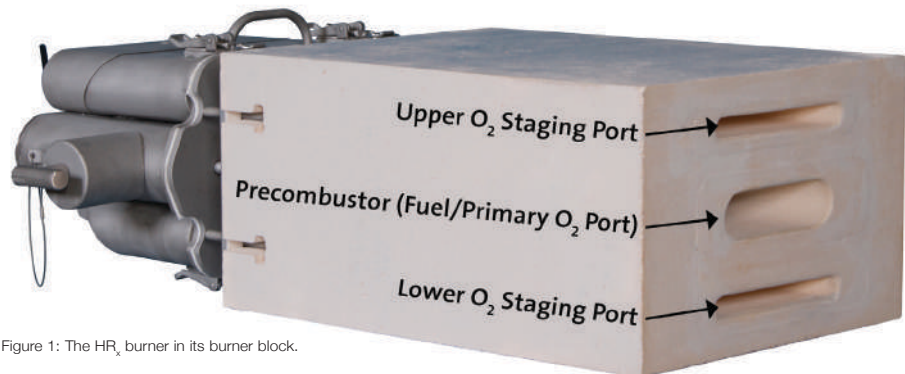 Upper O₂ Staging Port
Precombustor (Fuel/Primary O₂ Port)
Lower O₂ Staging Port
Figure 1: The HRₓ burner in its burner block.